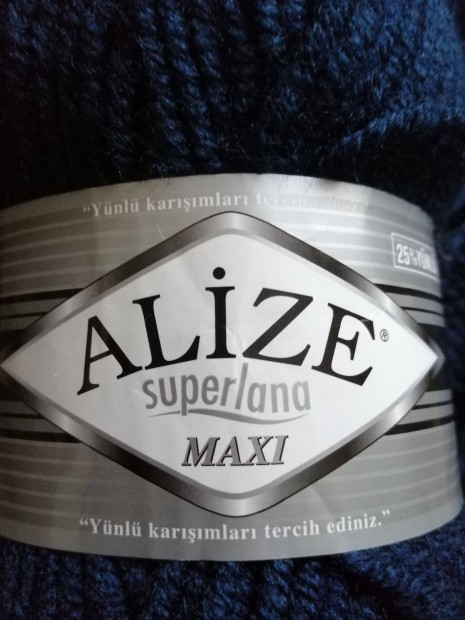 “Yünlü karışımları
25%YÜNLÜ
ALİZE®
superlana
MAXI
“Yünlü karışımları tercih ediniz.”